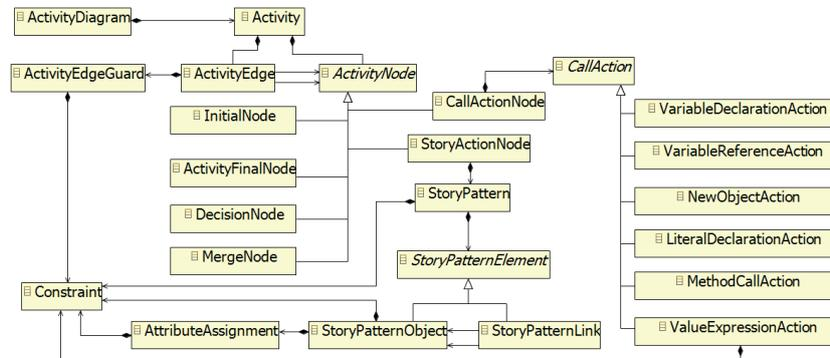 ActivityDiagram
Activity
ActivityEdgeGuard
ActivityEdge
ActivityNode
CallAction
InitialNode
CallActionNode
VariableDeclarationAction
StoryActionNode
VariableReferenceAction
ActivityFinalNode
StoryPattern
NewObjectAction
DecisionNode
LiteralDeclarationAction
MergeNode
StoryPatternElement
MethodCallAction
Constraint
AttributeAssignment
StoryPatternObject
StoryPatternLink
ValueExpressionAction